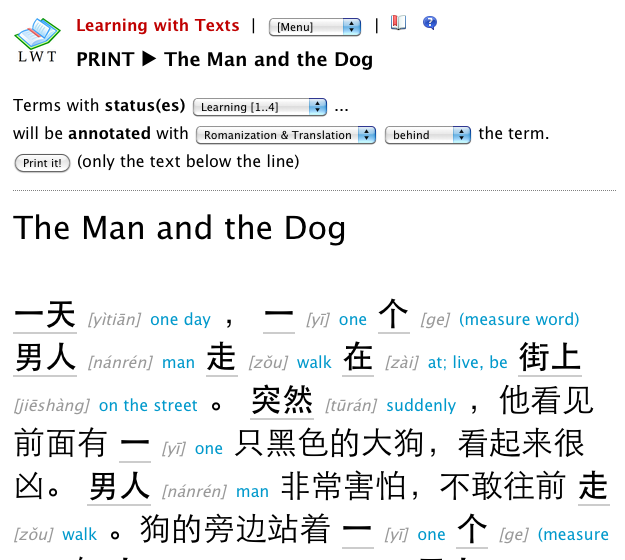 Learning with Texts | [Menu] |
LWT
PRINT ▶ The Man and the Dog
Terms with status(es) Learning [1..4] ...
will be annotated with Romanization & Translation behind the term.
Print it! (only the text below the line)
The Man and the Dog
一天 [yìtiān] one day ， 一 [yī] one 个 [ge] (measure word)
男人 [nánrén] man 走 [zǒu] walk 在 [zài] at; live, be 街上
[jiēshàng] on the street 。 突然 [tūrán] suddenly ，他看见
前面有 一 [yī] one 只黑色的大狗，看起来很
凶。 男人 [nánrén] man 非常害怕，不敢往前 走
[zǒu] walk 。狗的旁边站着 一 [yī] one 个 [ge] (measure